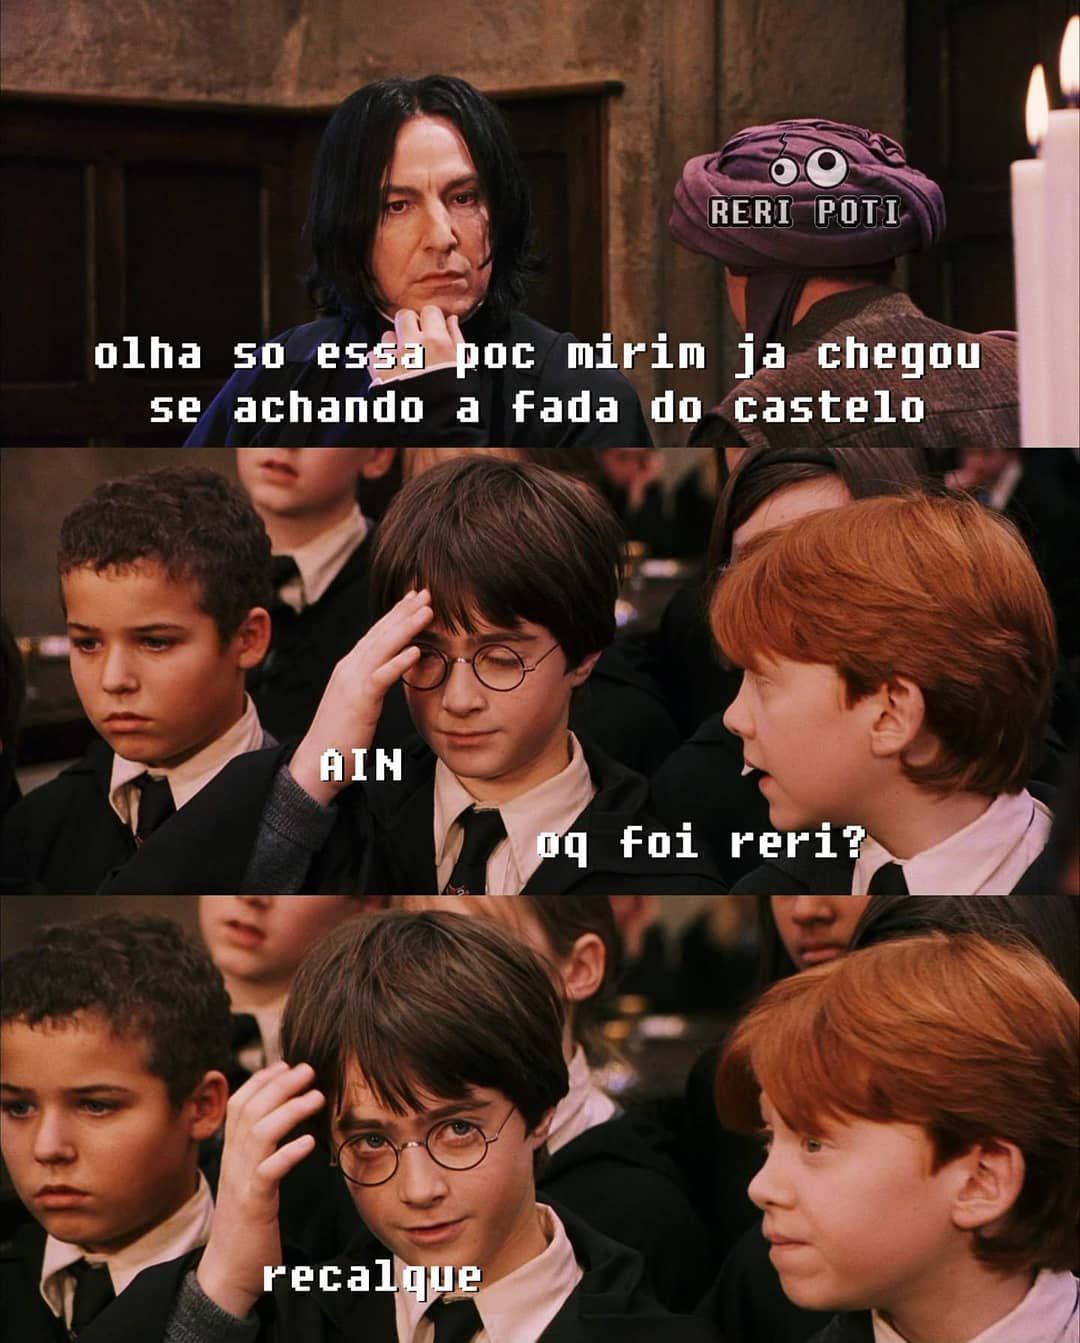 RERI POTI
olha so essa poc mirim ja chegou
se achando a fada do castelo
AIN
oq foi reri?
recalque